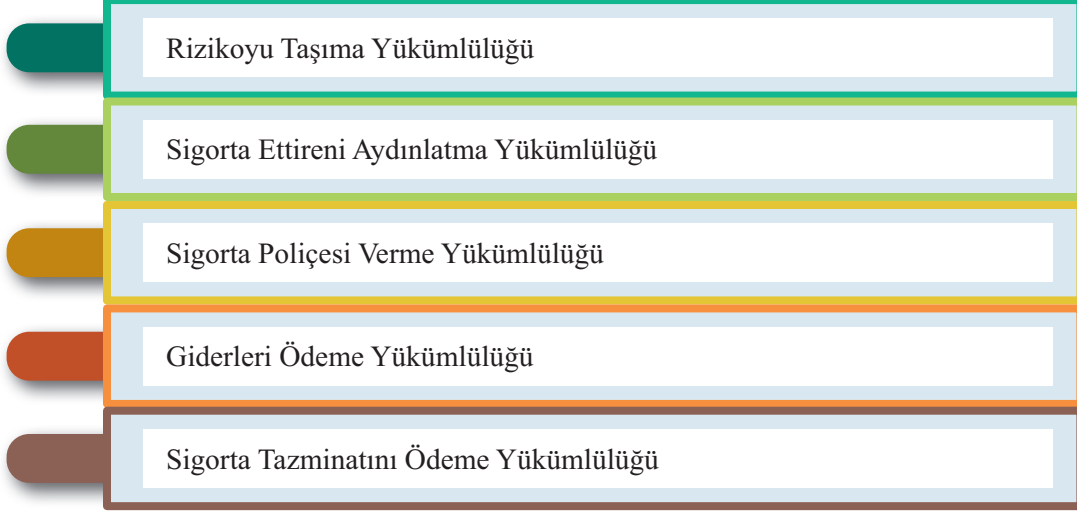 Rizikoyu Taşıma Yükümlülüğü
Sigorta Ettireni Aydınlatma Yükümlülüğü
Sigorta Poliçesi Verme Yükümlülüğü
Giderleri Ödeme Yükümlülüğü
Sigorta Tazminatını Ödeme Yükümlülüğü